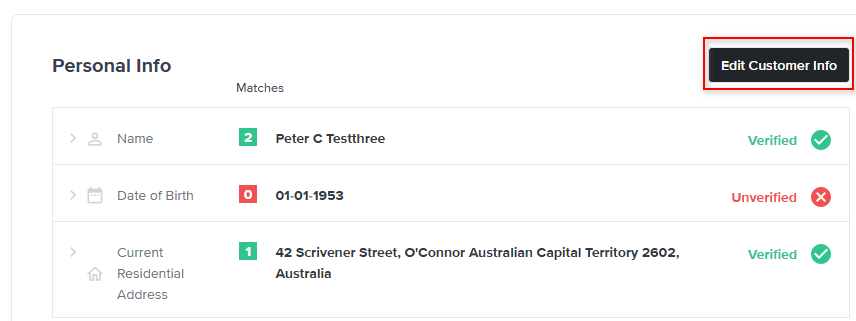 Personal Info
Edit Customer Info
Matches
Name 2 Peter C Testthree Verified
Date of Birth 0 01-01-1953 Unverified
Current 1 42 Scrivener Street, O'Connor Australian Capital Territory 2602, Verified
Residential Australia
Address